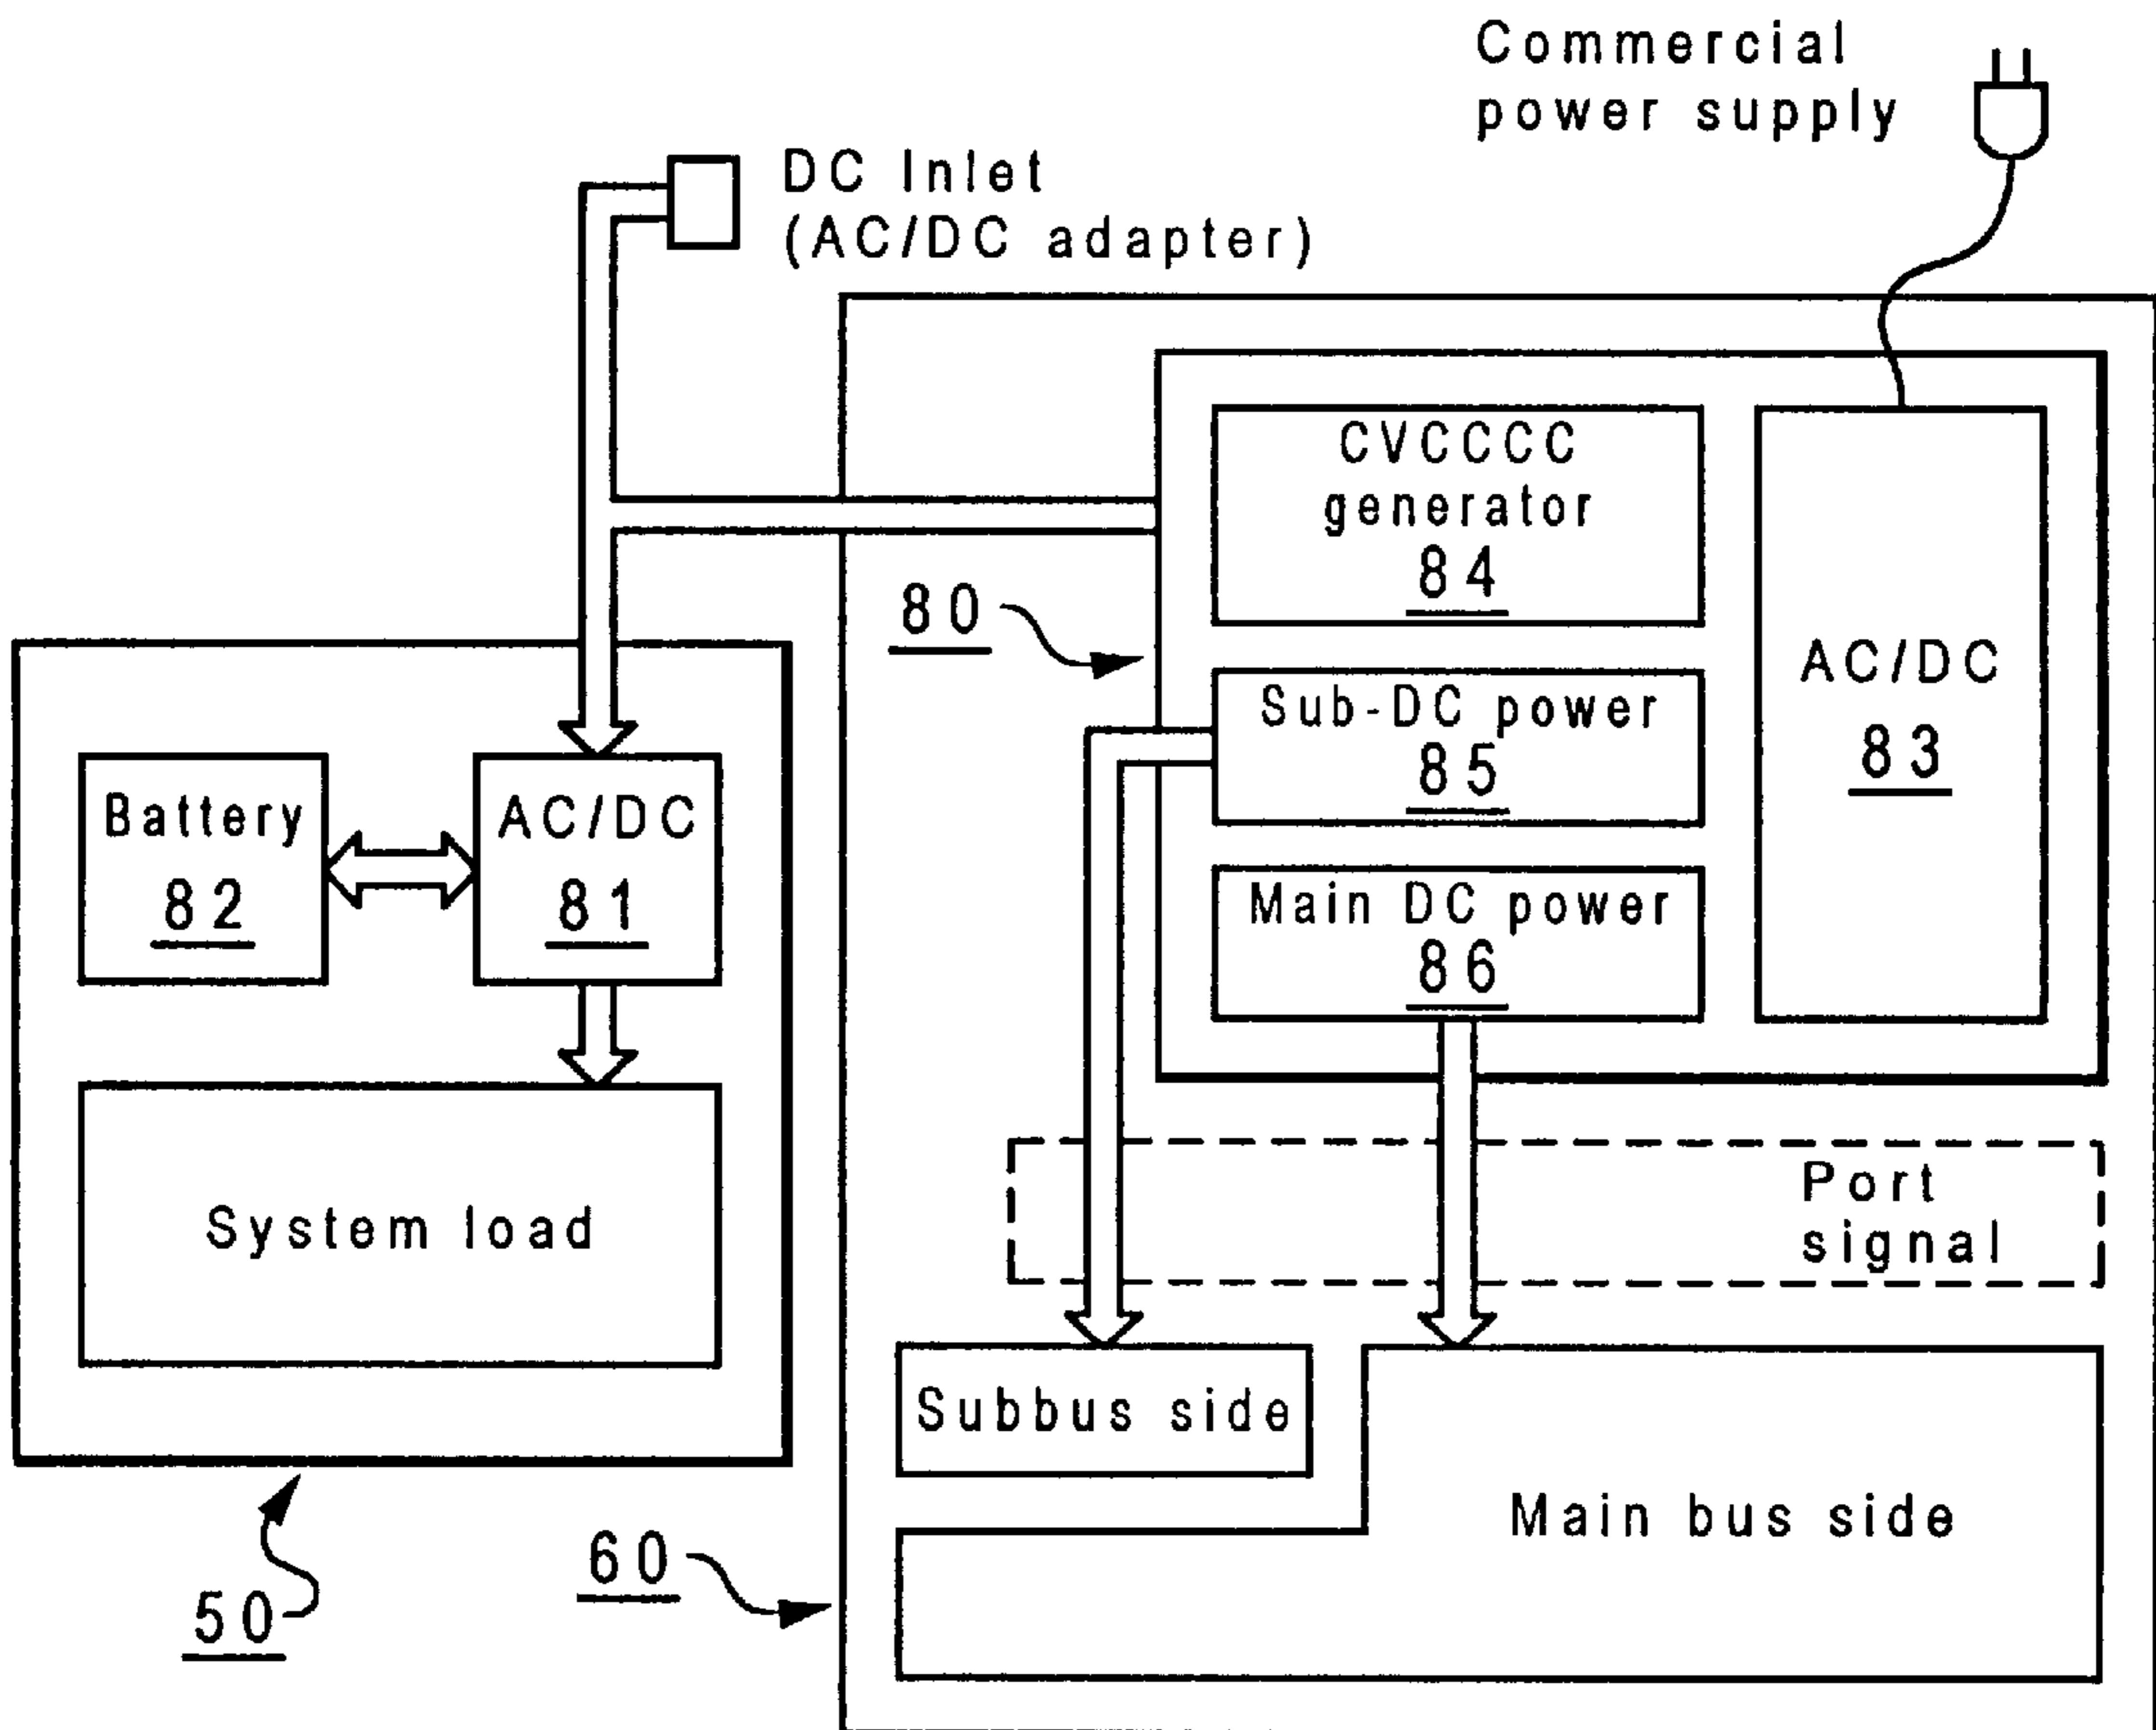 Commercial
power supply
DC Inlet
(AC/DC adapter)
CVCCCC
generator
84
AC/DC
83
80
Sub-DC power
85
Main DC power
86
Battery
82
AC/DC
81
System load
Port
signal
Subbus side
Main bus side
50
60